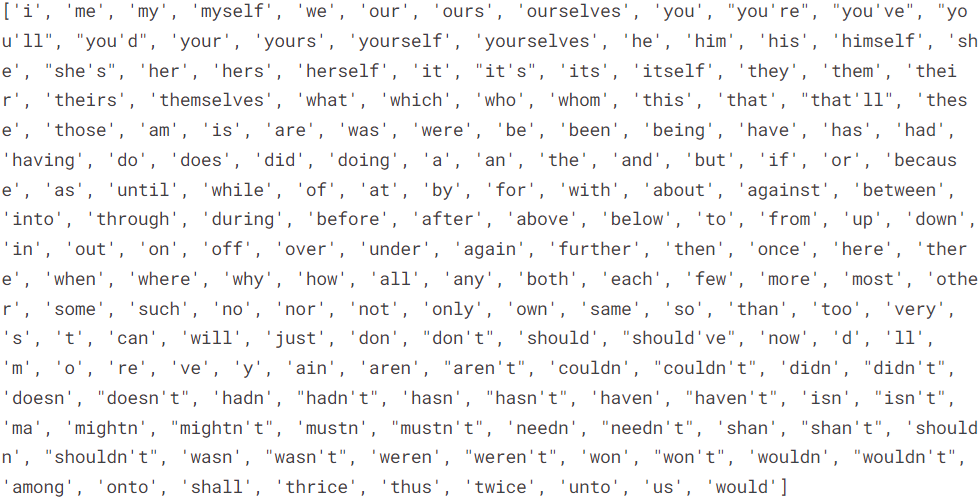 ['i', 'me', 'my', 'myself', 'we', 'our', 'ours', 'ourselves', 'you', "you're", "you've", "yo
u'll", "you'd", 'your', 'yours', 'yourself', 'yourselves', 'he', 'him', 'his', 'himself', 'sh
e', "she's", 'her', 'hers', 'herself', 'it', "it's", 'its', 'itself', 'they', 'them', 'thei
r', 'theirs', 'themselves', 'what', 'which', 'who', 'whom', 'this', 'that', "that'll", 'thes
e', 'those', 'am', 'is', 'are', 'was', 'were', 'be', 'been', 'being', 'have', 'has', 'had',
'having', 'do', 'does', 'did', 'doing', 'a', 'an', 'the', 'and', 'but', 'if', 'or', 'becaus
e', 'as', 'until', 'while', 'of', 'at', 'by', 'for', 'with', 'about', 'against', 'between',
'into', 'through', 'during', 'before', 'after', 'above', 'below', 'to', 'from', 'up', 'down',
'in', 'out', 'on', 'off', 'over', 'under', 'again', 'further', 'then', 'once', 'here', 'ther
e', 'when', 'where', 'why', 'how', 'all', 'any', 'both', 'each', 'few', 'more', 'most', 'othe
r', 'some', 'such', 'no', 'nor', 'not', 'only', 'own', 'same', 'so', 'than', 'too', 'very',
's', 't', 'can', 'will', 'just', 'don', "don't", 'should', "should've", 'now', 'd', 'll',
'm', 'o', 're', 've', 'y', 'ain', 'aren', "aren't", 'couldn', "couldn't", 'didn', "didn't",
'doesn', "doesn't", 'hadn', "hadn't", 'hasn', "hasn't", 'haven', "haven't", 'isn', "isn't",
'ma', 'mightn', "mightn't", 'mustn', "mustn't", 'needn', "needn't", 'shan', "shan't", 'should
n', "shouldn't", 'wasn', "wasn't", 'weren', "weren't", 'won', "won't", 'wouldn', "wouldn't",
'among', 'onto', 'shall', 'thrice', 'thus', 'twice', 'unto', 'us', 'would']